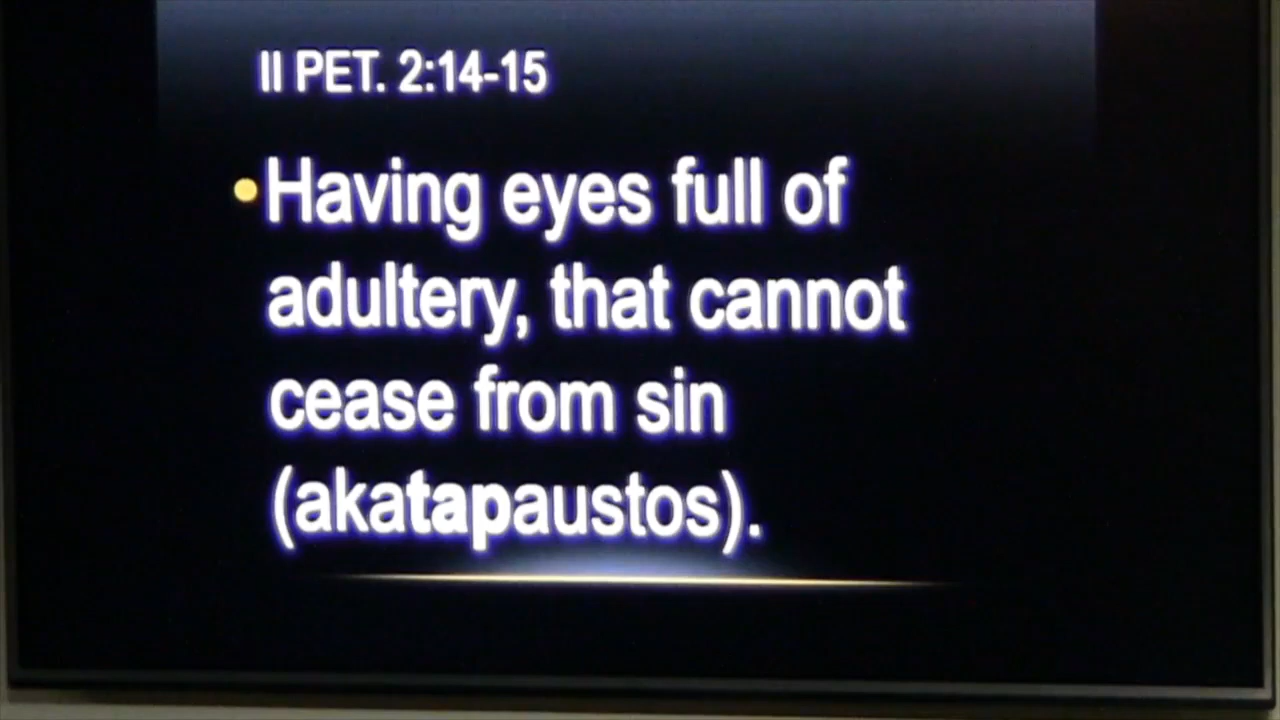 II PET. 2:14-15
•Having eyes full of
adultery, that cannot
cease from sin
(akatapaustos).